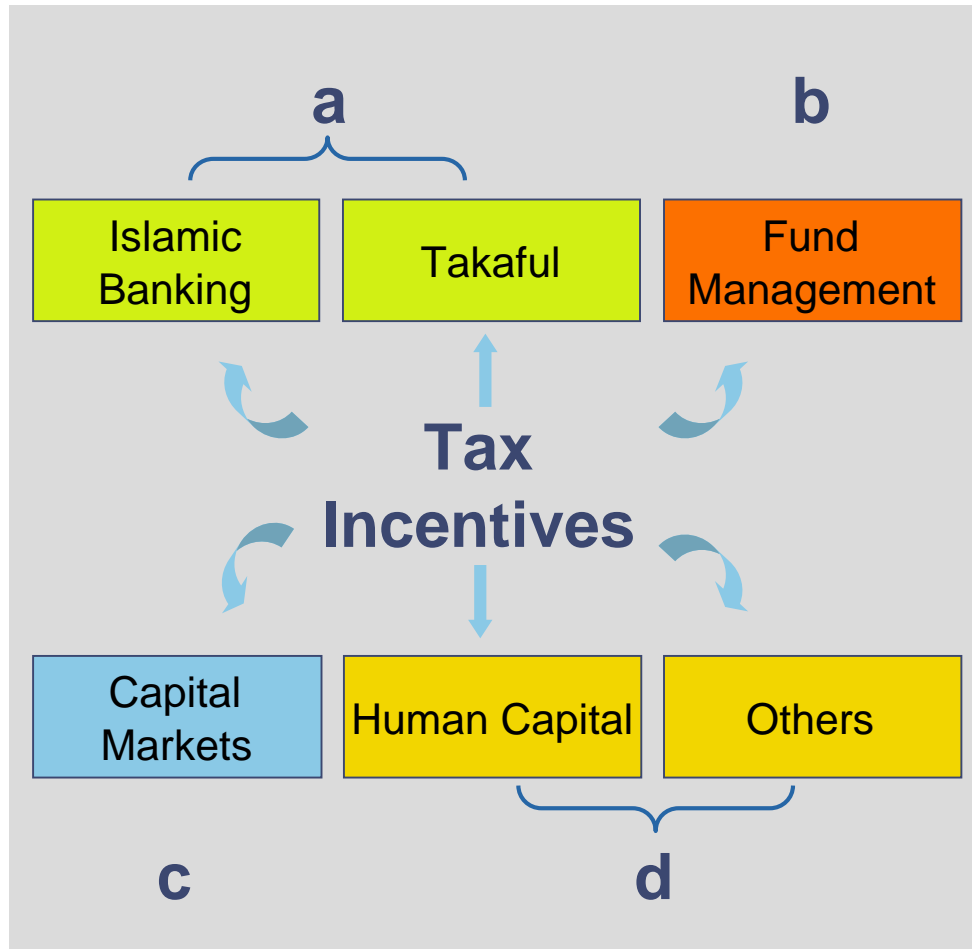 a
b
Islamic
Banking
Takaful
Fund
Management
Tax
Incentives
Capital
Markets
Human Capital
Others
c
d